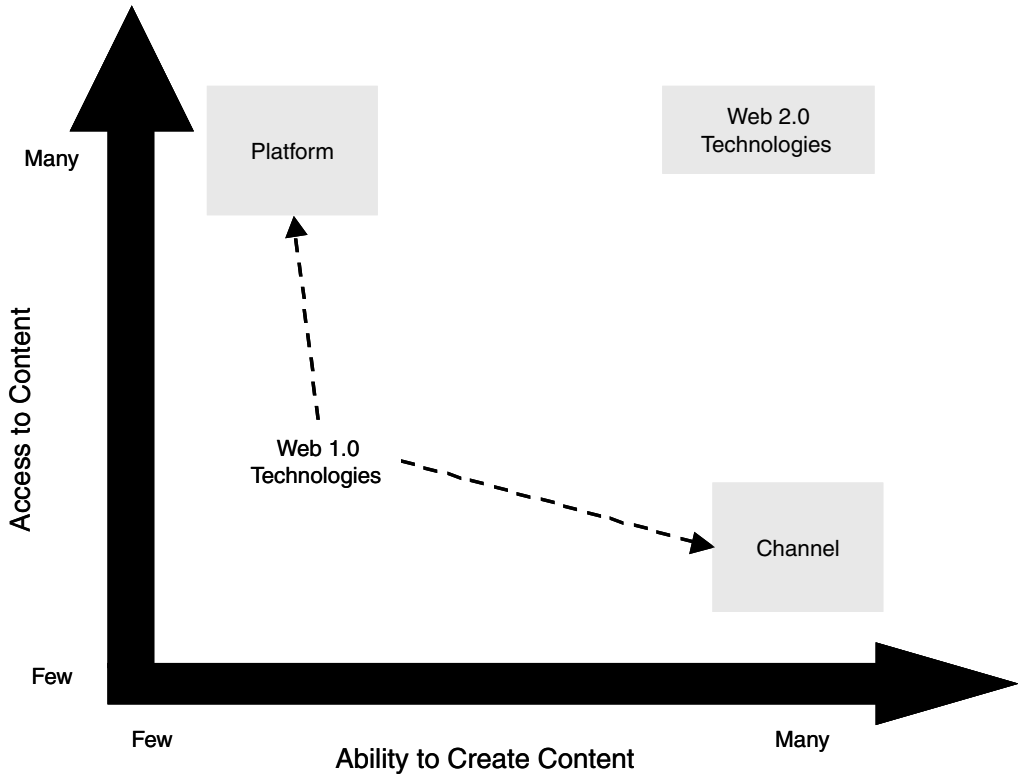 Many
Platform
Web 2.0
Technologies
Access to Content
Web 1.0
Technologies
Channel
Few
Few
Many
Ability to Create Content